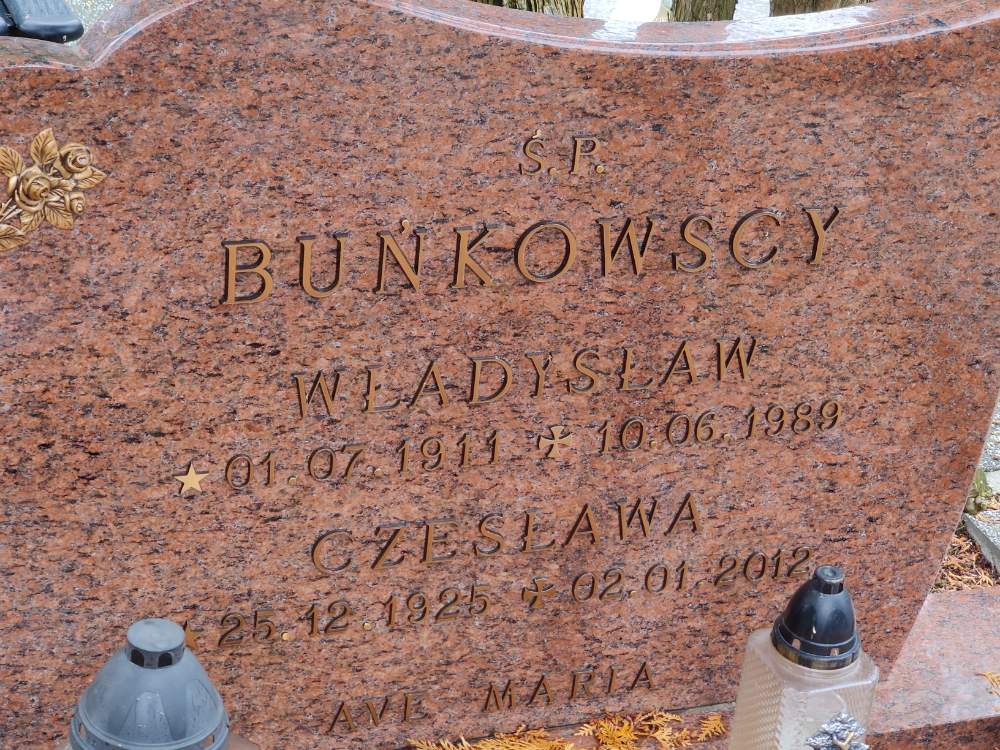 Ś.P.
BUŃKOWSCY
WŁADYSŁAW
01.07.1911 10.06.1989
CZESŁAWA
25.12.1925 02.01.2012
AVE MARIA